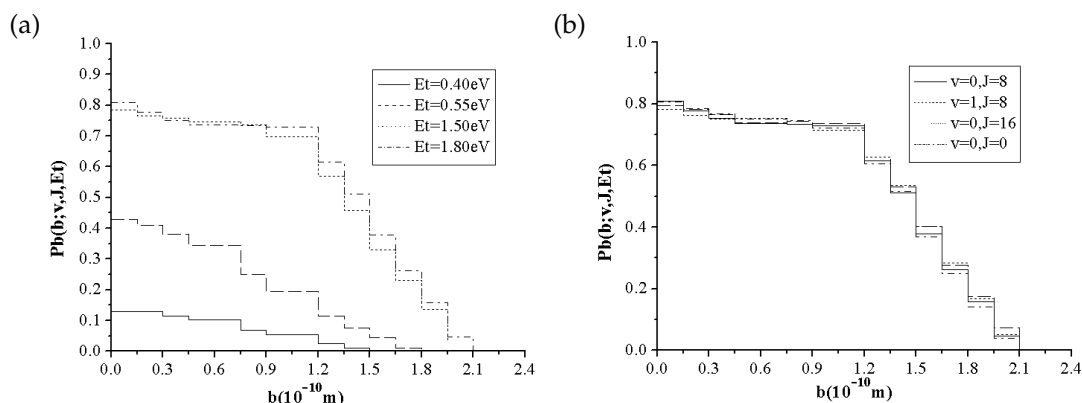 (a)
Pb(b;v,J,Et)
1.0
0.9
0.8
0.7
0.6
0.5
0.4
0.3
0.2
0.1
0.0
0.0 0.3 0.6 0.9 1.2 1.5 1.8 2.1 2.4
b(10⁻¹⁰m)
Et=0.40eV
Et=0.55eV
Et=1.50eV
Et=1.80eV
(b)
Pb(b;v,J,Et)
1.0
0.8
0.6
0.4
0.2
0.0
0.0 0.3 0.6 0.9 1.2 1.5 1.8 2.1 2.4
b(10⁻¹⁰m)
v=0,J=8
v=1,J=8
v=0,J=16
v=0,J=0